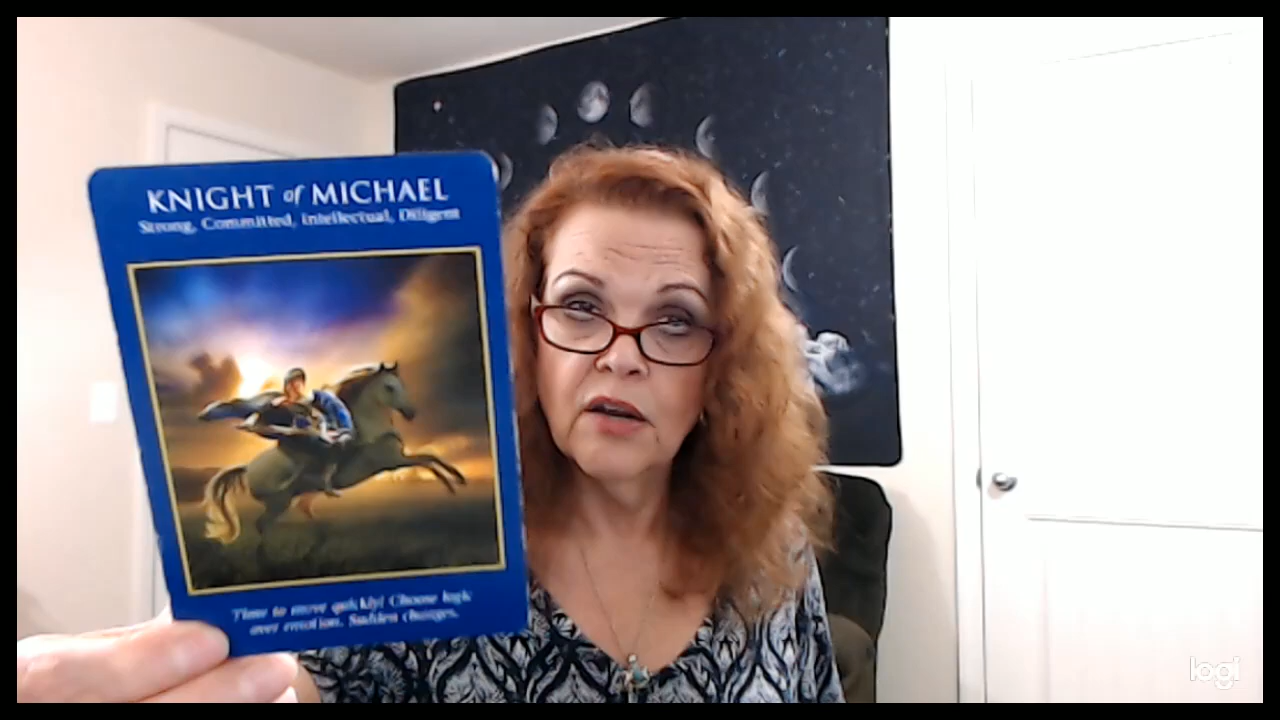 KNIGHT of MICHAEL
Strong, Committed, Intellectual, Diligent
Time to move quickly! Choose logic
over emotion. Sudden changes.
logi